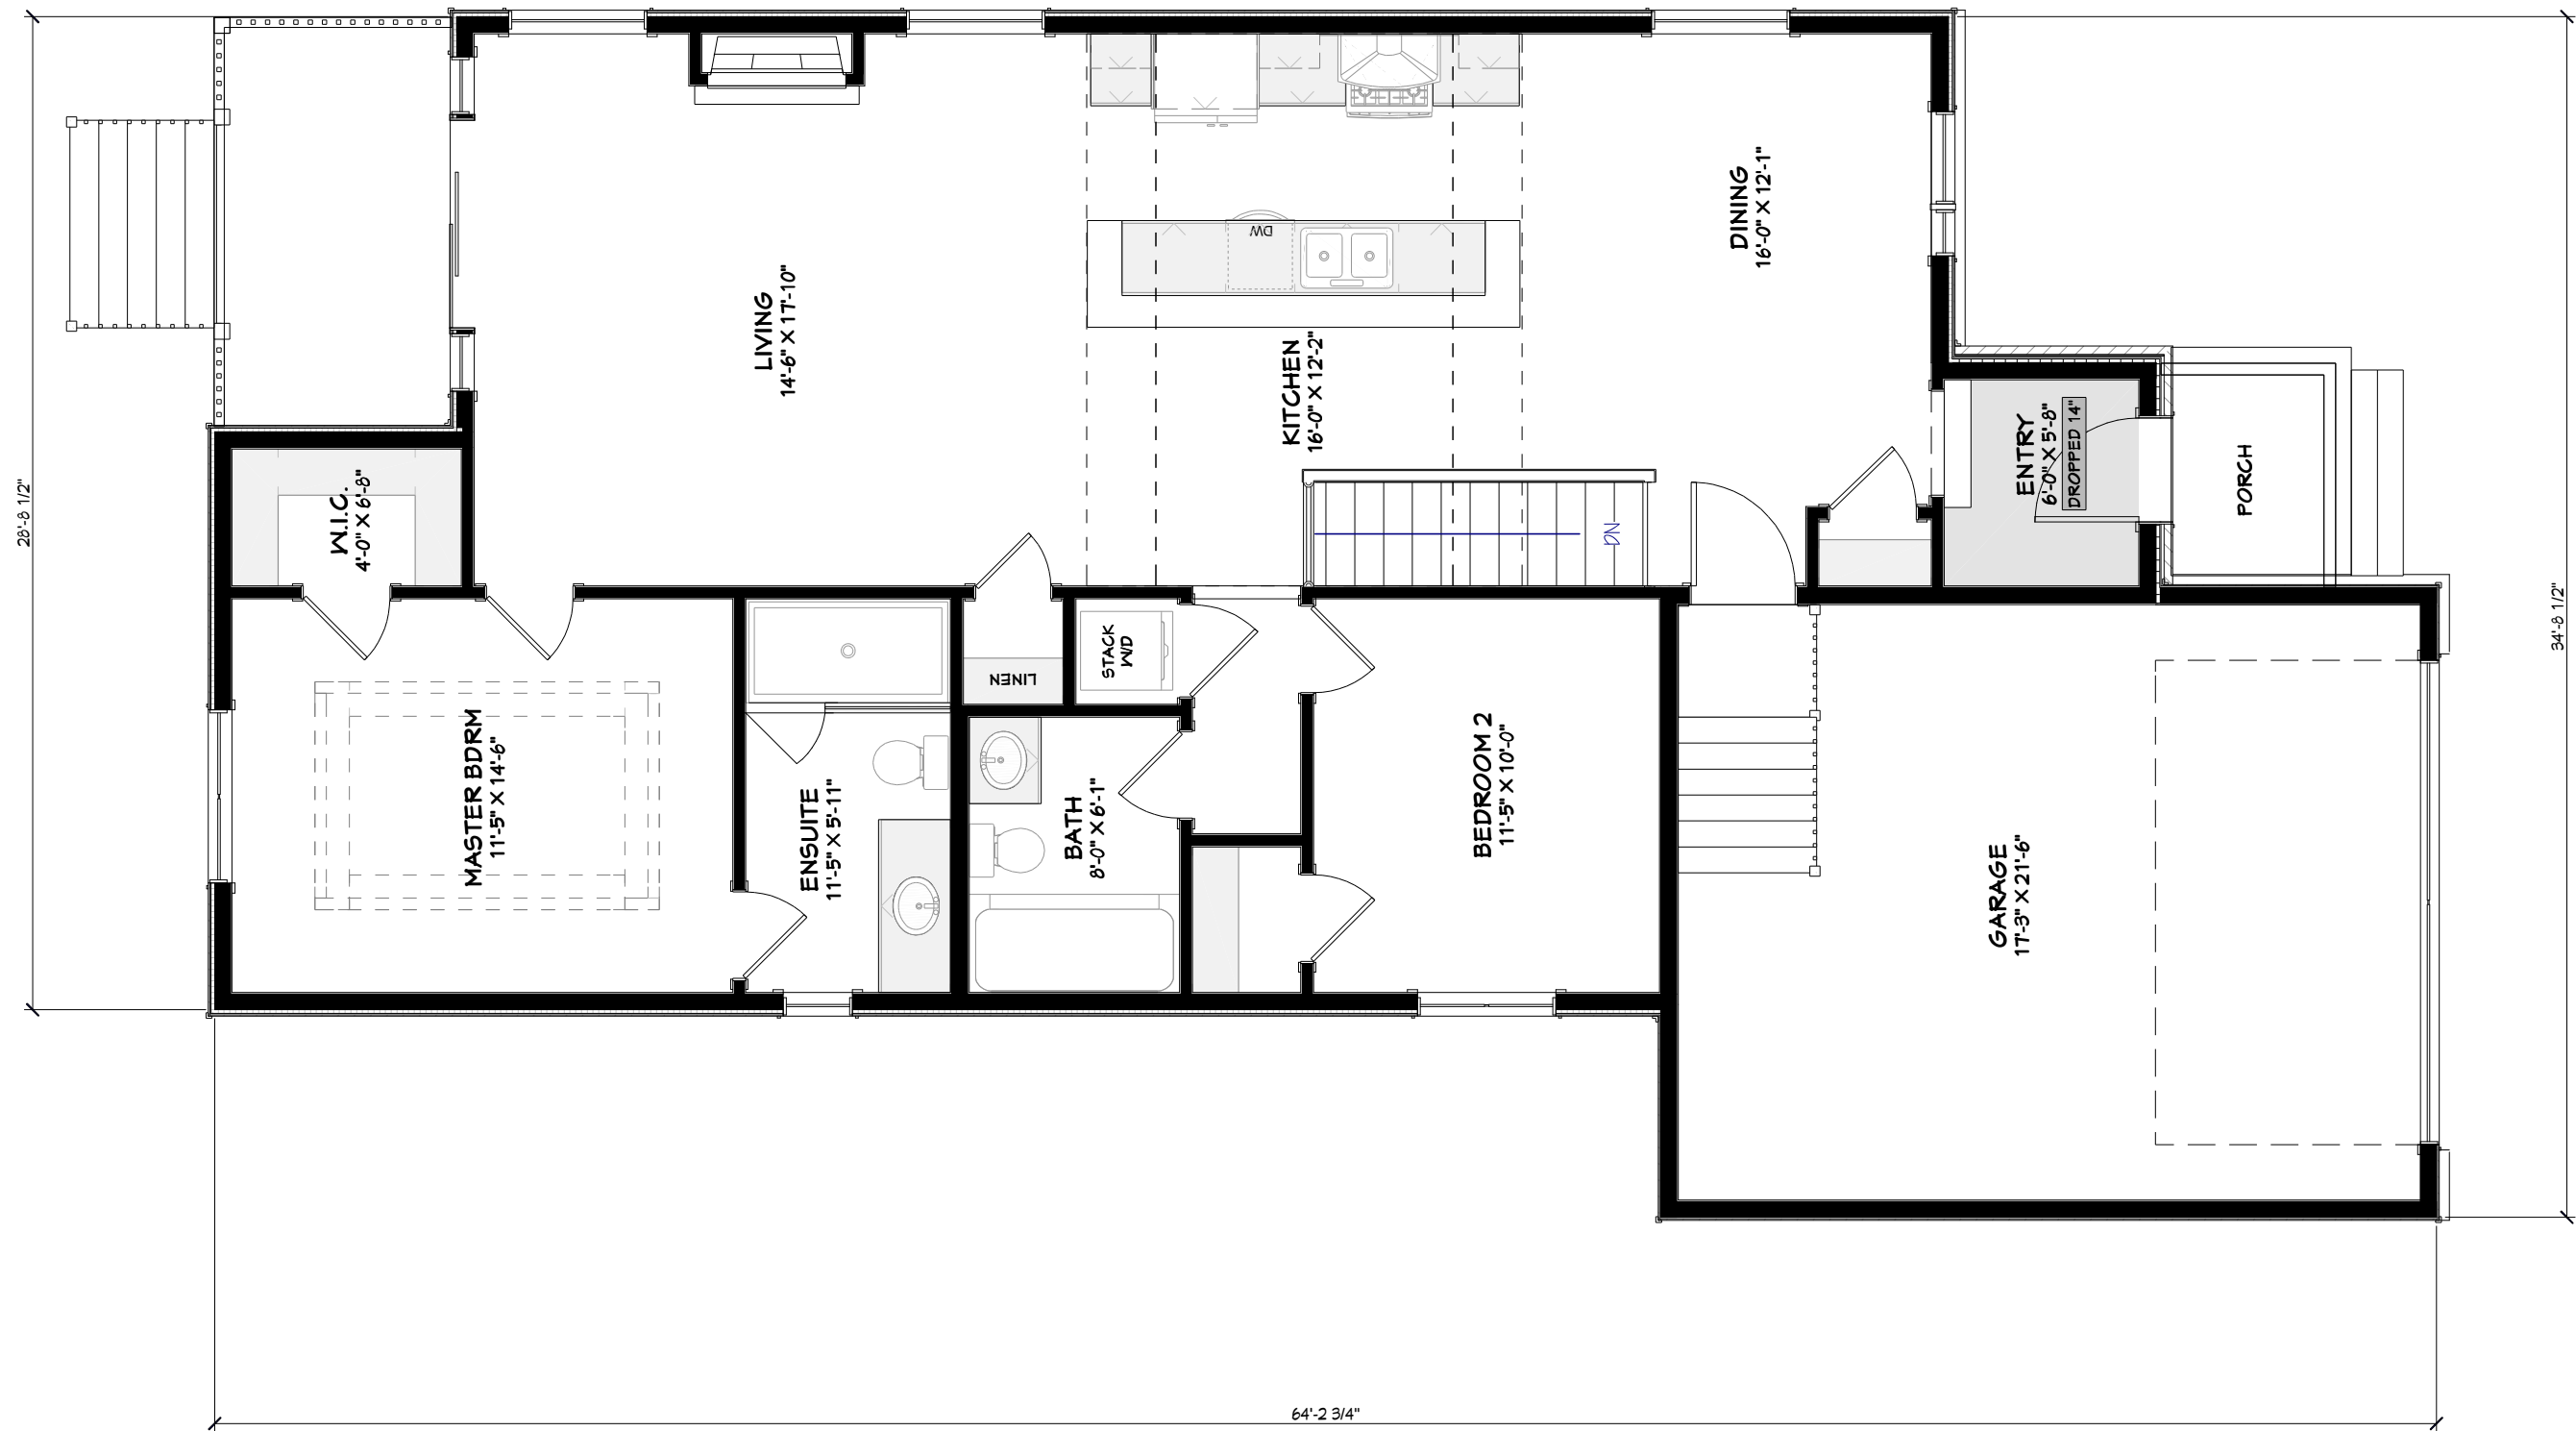 28'-8 1/2"
W.I.C.
4'-0" X 6'-8"
MASTER BDRM
11'-5" X 14'-6"
LIVING
14'-6" X 17'-10"
ENSUITE
11'-5" X 5'-11"
LINEN
STACK
W/D
BATH
8'-0" X 6'-1"
DW
KITCHEN
16'-0" X 12'-2"
BEDROOM 2
11'-5" X 10'-0"
DN
DINING
16'-0" X 12'-1"
ENTRY
6'-0" X 5'-8"
DROPPED 14"
PORCH
GARAGE
17'-3" X 21'-6"
34'-8 1/2"
64'-2 3/4"